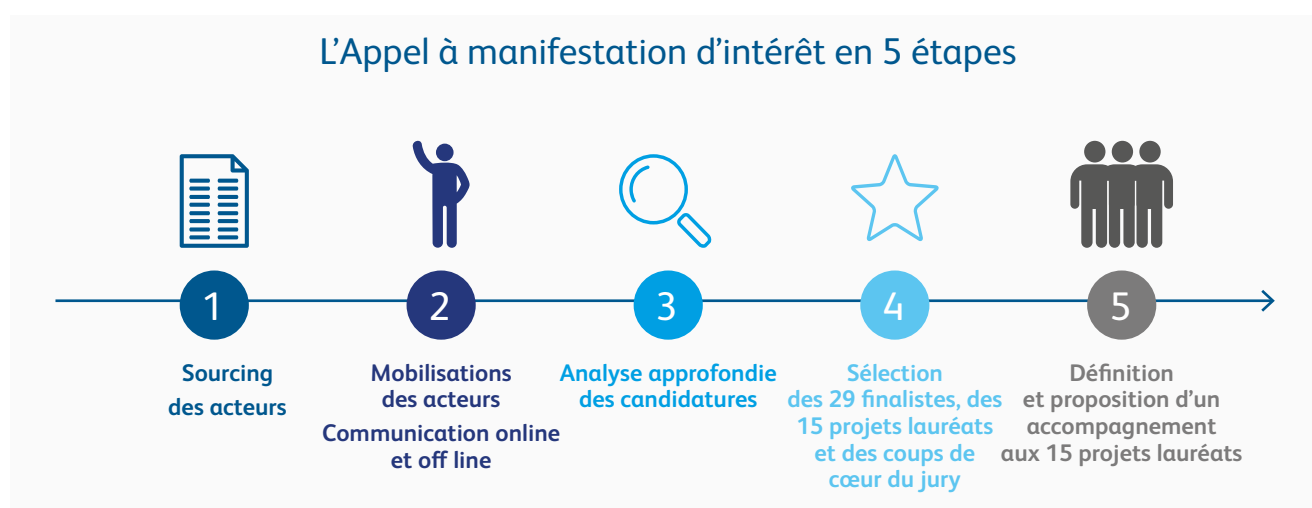 L'Appel à manifestation d'intérêt en 5 étapes
1
2
3
4
5
Sourcing
des acteurs
Mobilisations
des acteurs
Communication online
et off line
Analyse approfondie
des candidatures
Sélection
des 29 finalistes, des
15 projets lauréats
et des coups de
cœur du jury
Définition
et proposition d'un
accompagnement
aux 15 projets lauréats